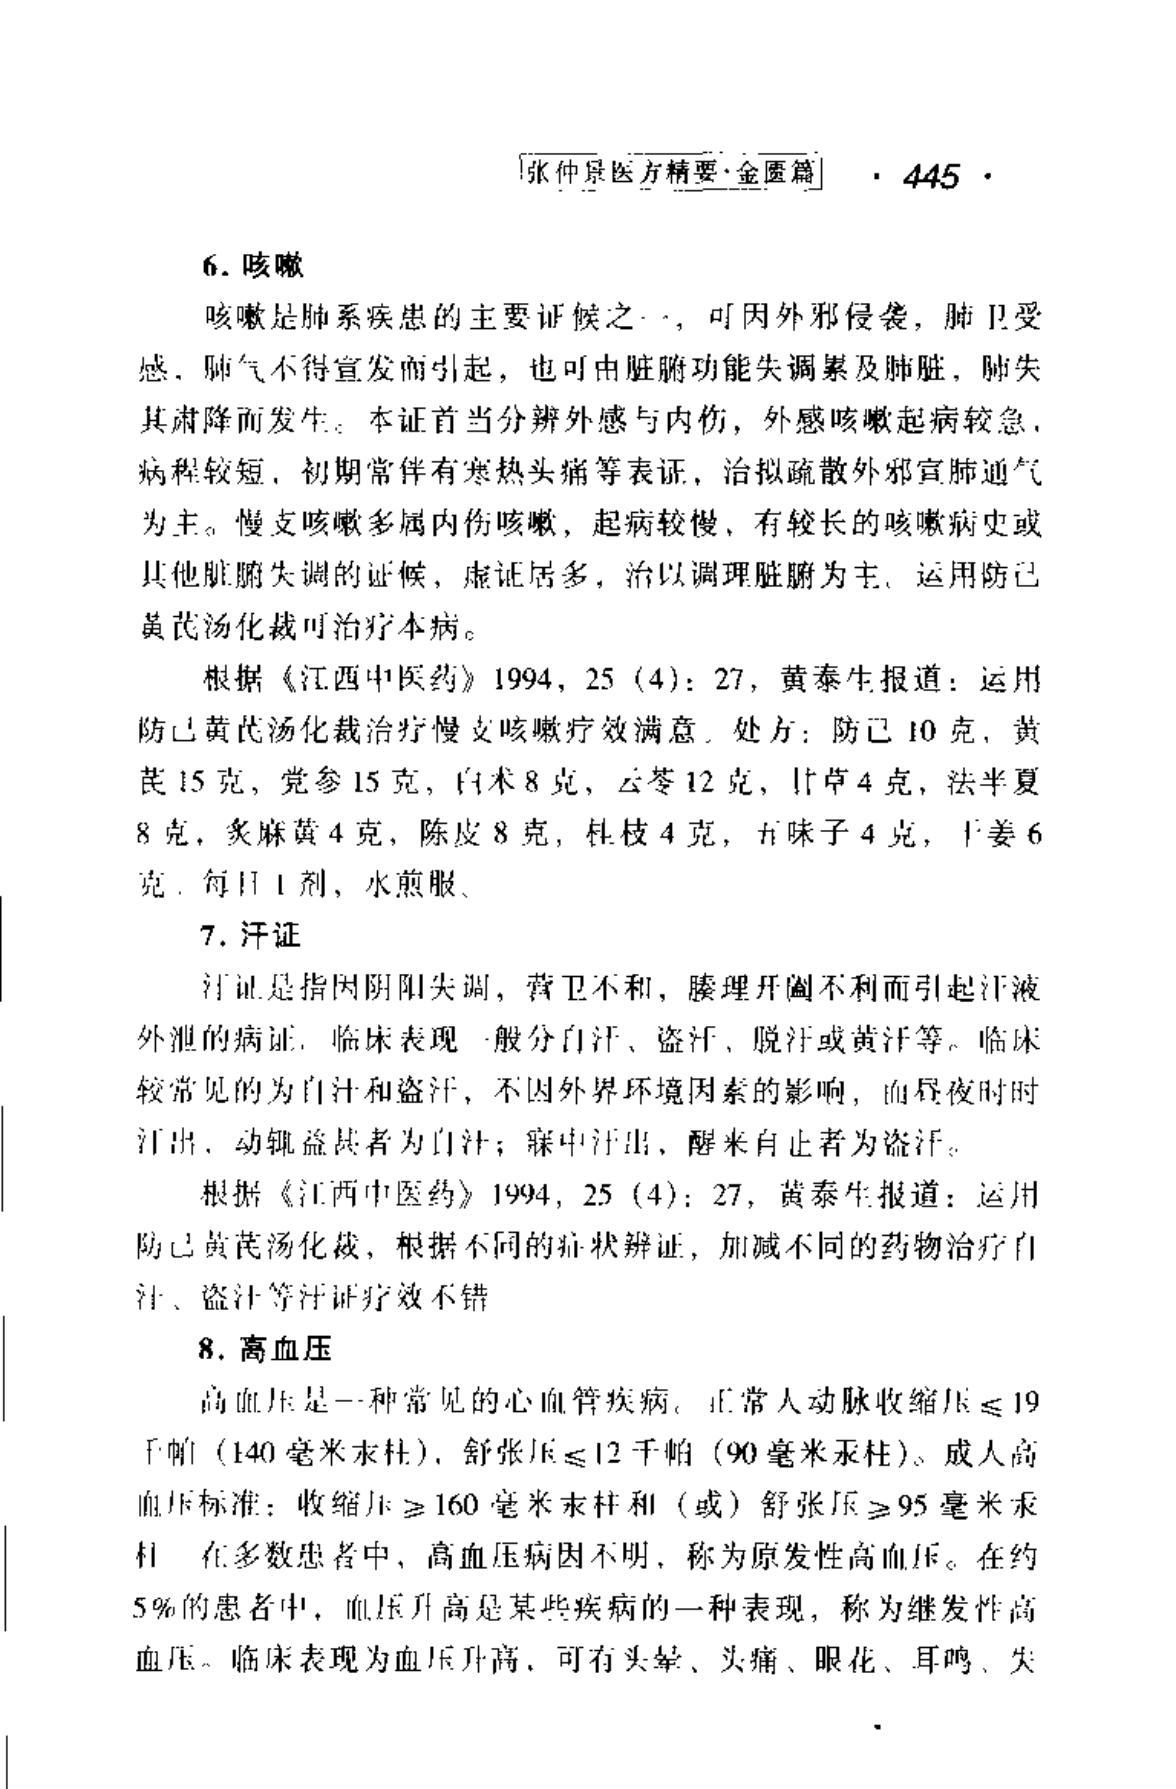 张仲景医方精要·金匮篇 · 445 ·
6. 咳嗽
咳嗽是肺系疾患的主要证候之一，可因外邪侵袭，肺卫受
感，肺气不得宣发而引起，也可由脏腑功能失调累及肺脏，肺失
其肃降而发生。本证首当分辨外感与内伤，外感咳嗽起病较急，
病程较短，初期常伴有寒热头痛等表证，治拟疏散外邪宣肺通气
为主。慢支咳嗽多属内伤咳嗽，起病较慢，有较长的咳嗽病史或
其他脏腑失调的证候，虚证居多，治以调理脏腑为主。运用防己
黄芪汤化裁可治疗本病。
根据《江西中医药》1994，25（4）：27，黄泰生报道：运用
防己黄芪汤化裁治疗慢支咳嗽疗效满意。处方：防己 10 克，黄
芪 15 克，党参 15 克，白术 8 克，云苓 12 克，甘草 4 克，法半夏
8 克，炙麻黄 4 克，陈皮 8 克，桂枝 4 克，五味子 4 克，干姜 6
克。每日 1 剂，水煎服。
7. 汗证
汗证是指因阴阳失调，营卫不和，腠理开阖不利而引起汗液
外泄的病证。临床表现一般分自汗、盗汗、脱汗或黄汗等。临床
较常见的为自汗和盗汗，不因外界环境因素的影响，而昼夜时时
汗出，动辄益甚者为自汗；寐中汗出，醒来自止者为盗汗。
根据《江西中医药》1994，25（4）：27，黄泰生报道：运用
防己黄芪汤化裁，根据不同的症状辨证，加减不同的药物治疗自
汗、盗汗等汗证疗效不错
8. 高血压
高血压是一种常见的心血管疾病。正常人动脉收缩压≤19
千帕（140 毫米汞柱），舒张压≤12 千帕（90 毫米汞柱）。成人高
血压标准：收缩压≥160 毫米汞柱和（或）舒张压≥95 毫米汞
柱 在多数患者中，高血压病因不明，称为原发性高血压。在约
5%的患者中，血压升高是某些疾病的一种表现，称为继发性高
血压。临床表现为血压升高，可有头晕、头痛、眼花、耳鸣、失